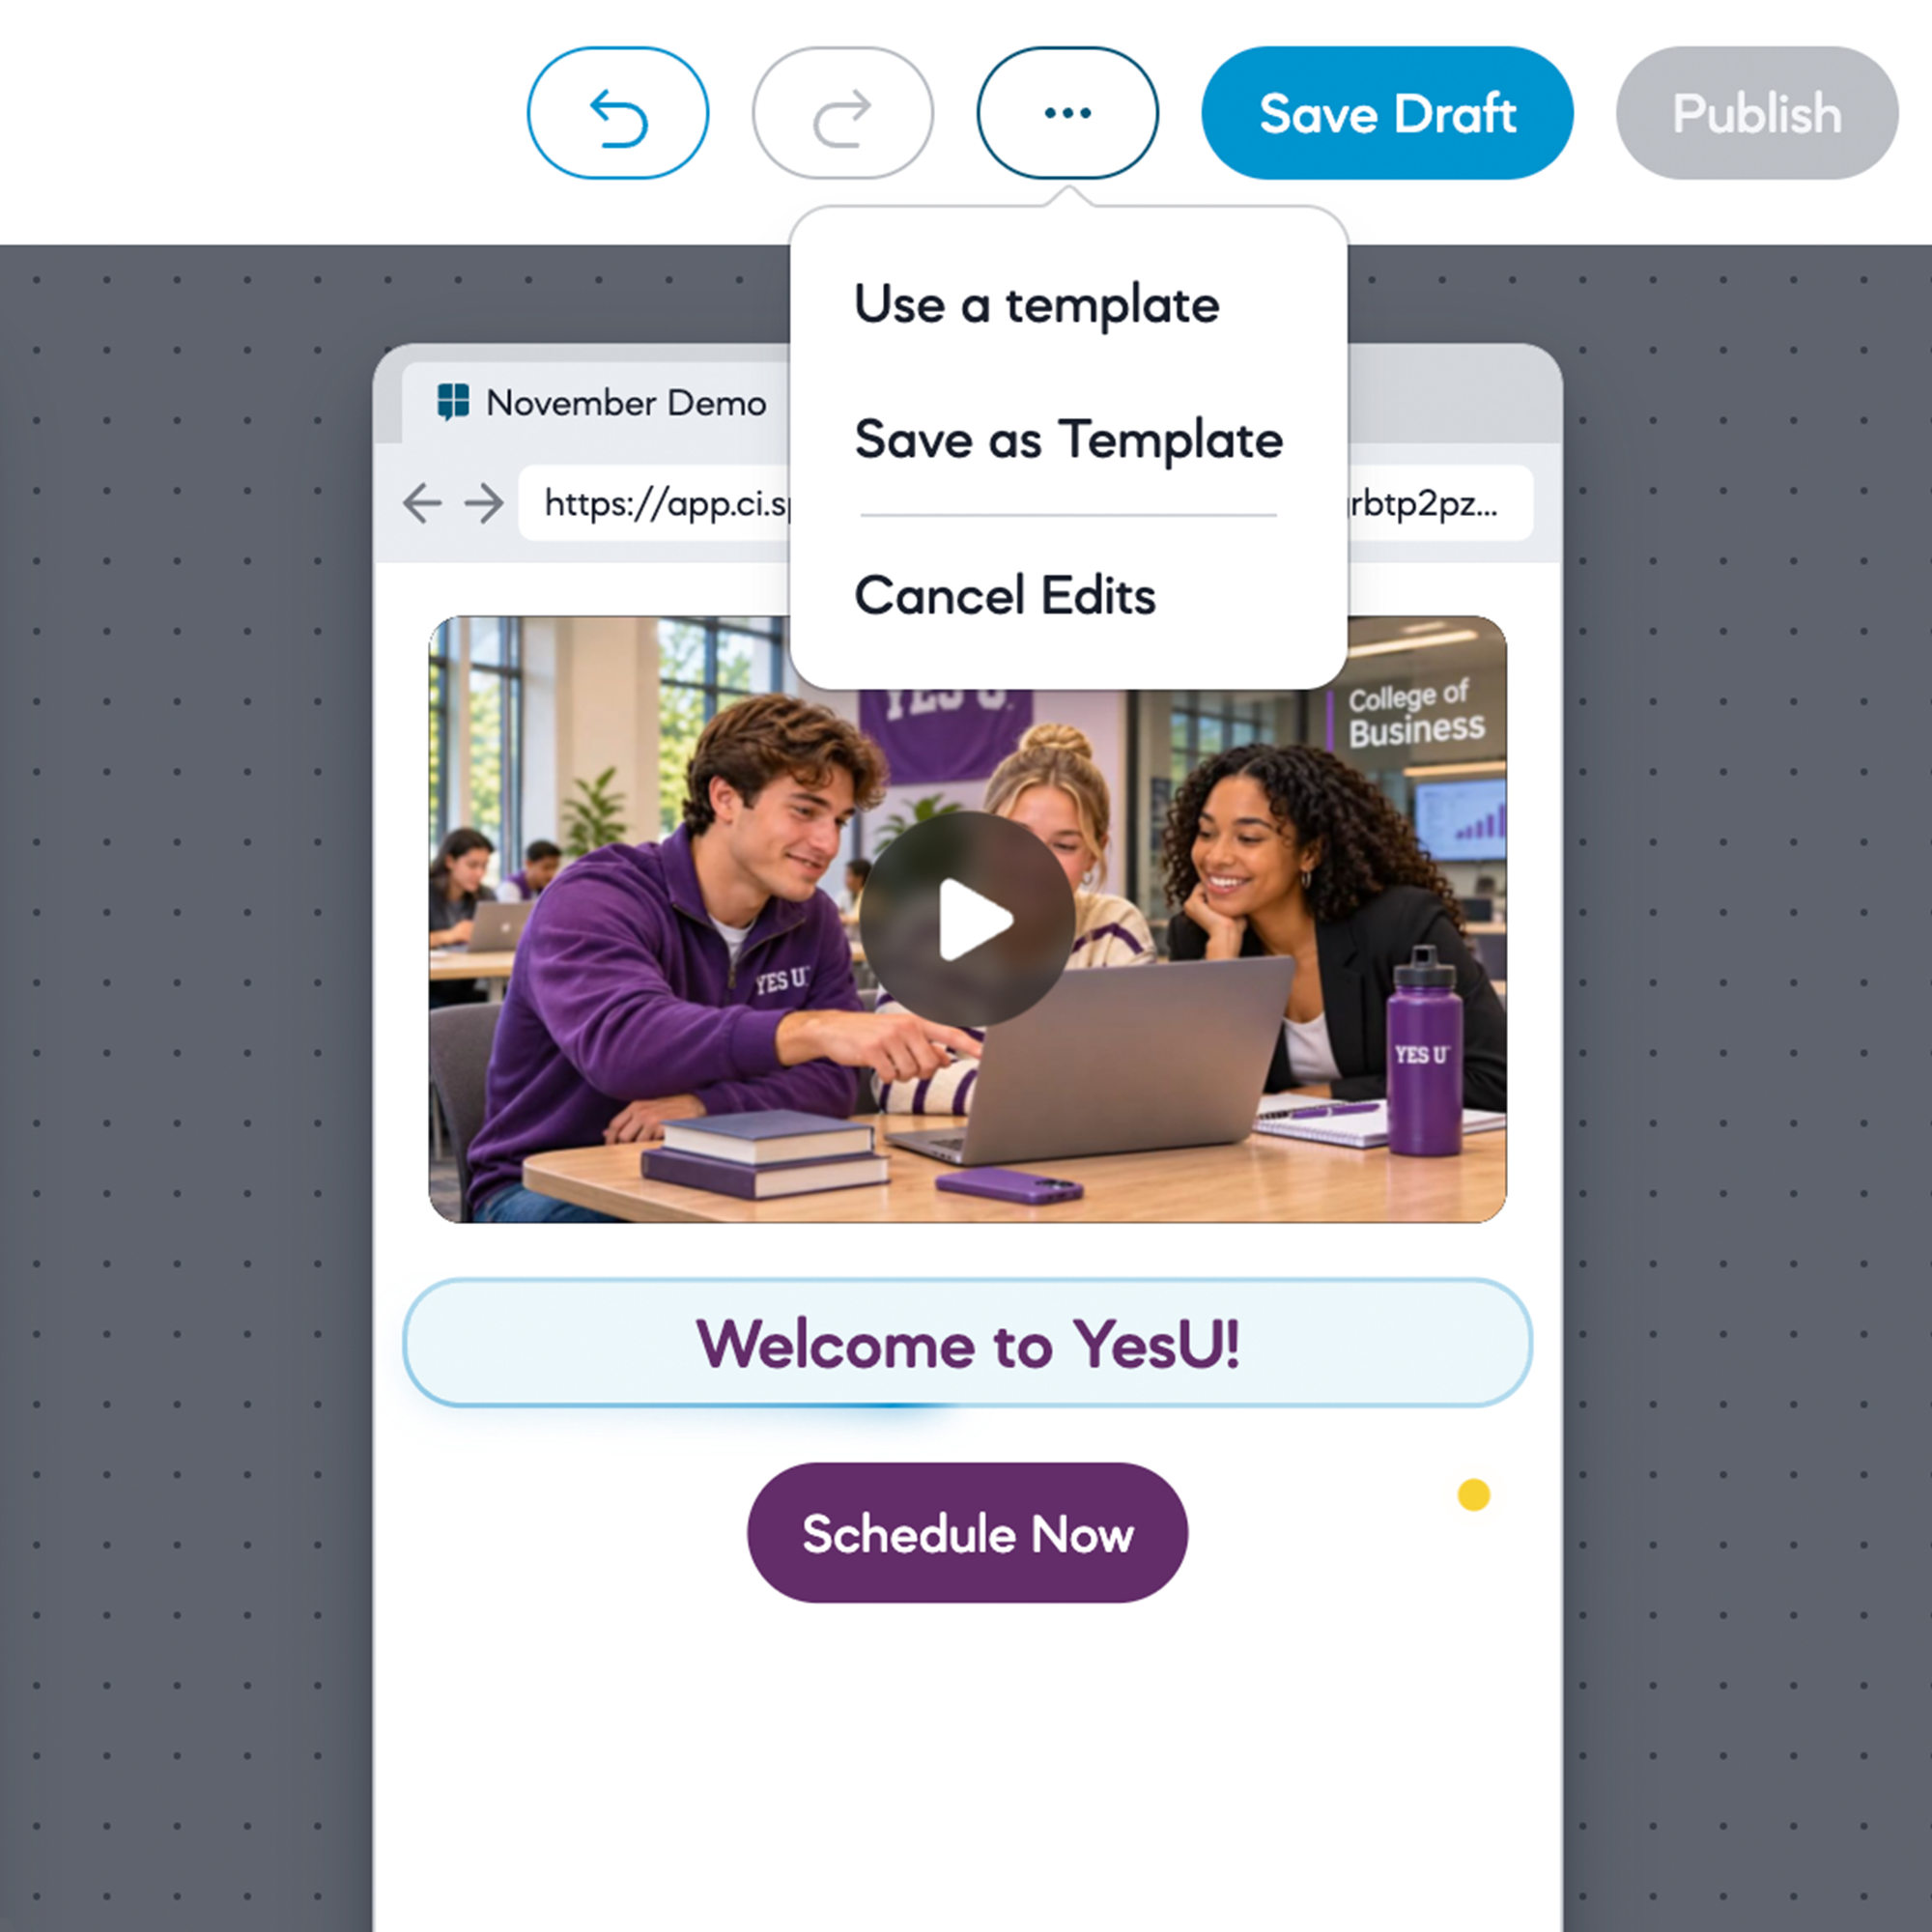 Save Draft
Publish
Use a template
Save as Template
Cancel Edits
November Demo
https://app.ci.s
rbtp2pz...
YES U
College of
Business
YES U
YES U
Welcome to YesU!
Schedule Now